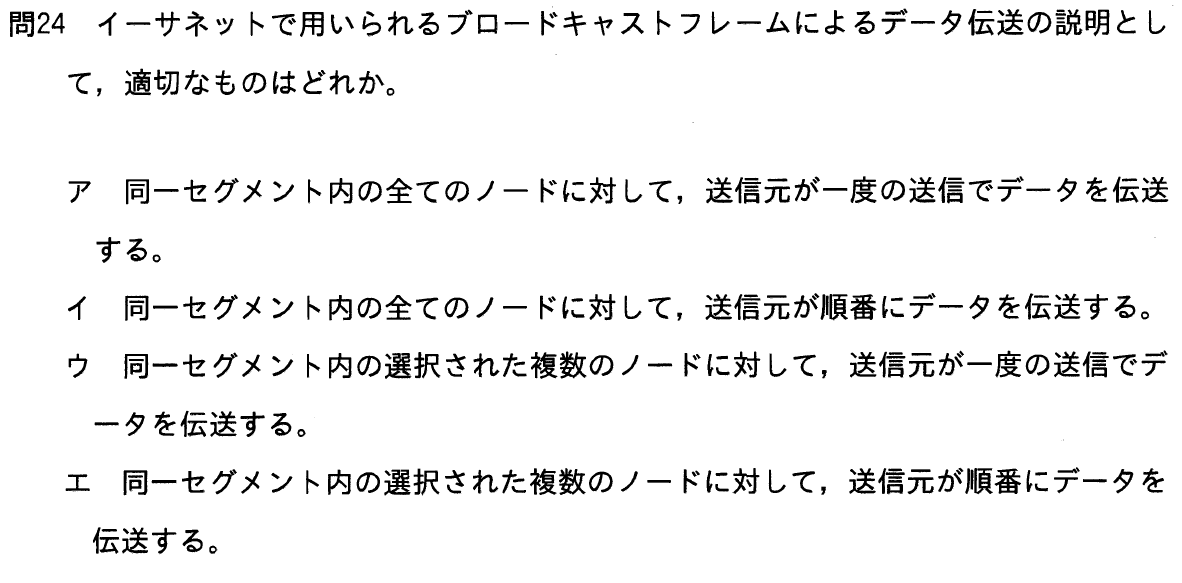 問24　イーサネットで用いられるブロードキャストフレームによるデータ伝送の説明とし
て，適切なものはどれか。
ア　同一セグメント内の全てのノードに対して，送信元が一度の送信でデータを伝送
する。
イ　同一セグメント内の全てのノードに対して，送信元が順番にデータを伝送する。
ウ　同一セグメント内の選択された複数のノードに対して，送信元が一度の送信でデ
ータを伝送する。
エ　同一セグメント内の選択された複数のノードに対して，送信元が順番にデータを
伝送する。